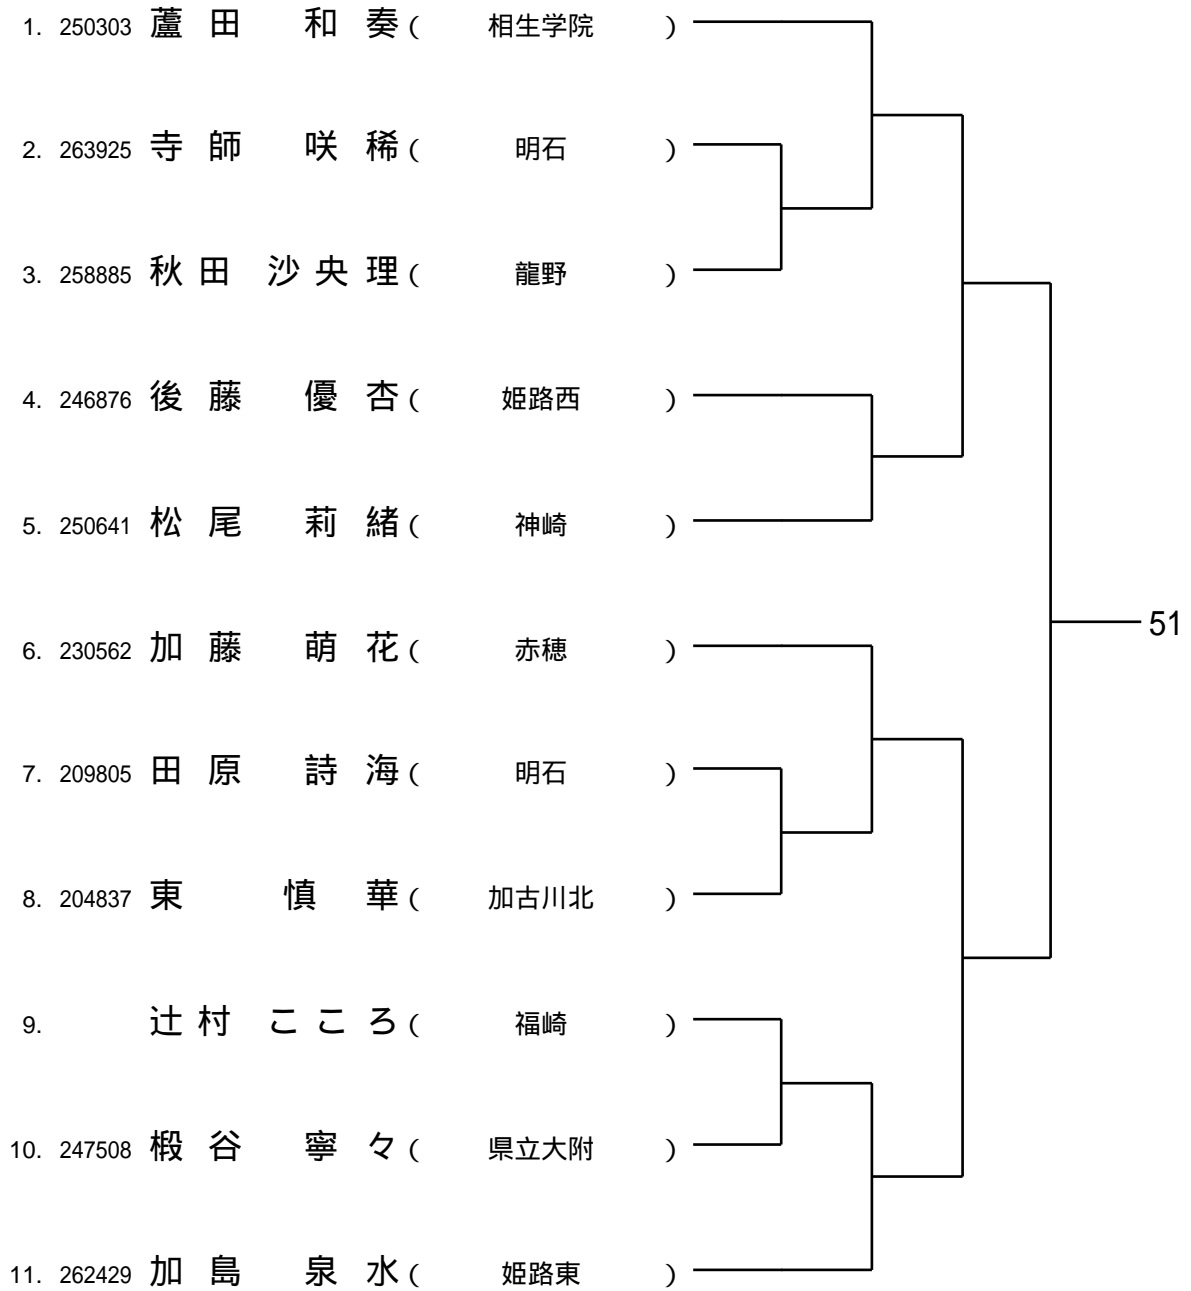 1. 250303 蘆田 和奏( 相生学院 )
2. 263925 寺師 咲稀( 明石 )
3. 258885 秋田 沙央理( 龍野 )
4. 246876 後藤 優杏( 姫路西 )
5. 250641 松尾 莉緒( 神崎 )
6. 230562 加藤 萌花( 赤穂 )
51
7. 209805 田原 詩海( 明石 )
8. 204837 東 慎華( 加古川北 )
9. 辻村 こころ( 福崎 )
10. 247508 椴谷 寧々( 県立大附 )
11. 262429 加島 泉水( 姫路東 )